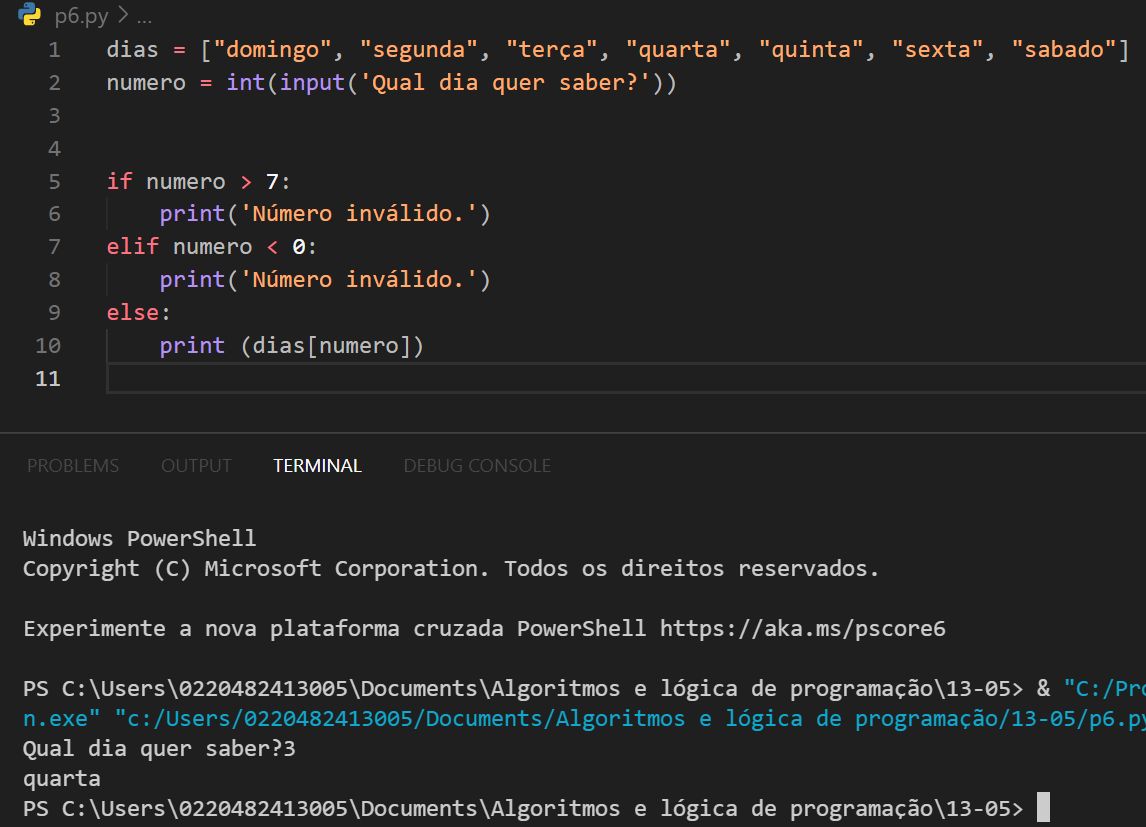 p6.py > ...
1 dias = ["domingo", "segunda", "terça", "quarta", "quinta", "sexta", "sabado"]
2 numero = int(input('Qual dia quer saber?'))
3
4
5 if numero > 7:
6     print('Número inválido.')
7 elif numero < 0:
8     print('Número inválido.')
9 else:
10     print (dias[numero])
11
PROBLEMS OUTPUT TERMINAL DEBUG CONSOLE
Windows PowerShell
Copyright (C) Microsoft Corporation. Todos os direitos reservados.
Experimente a nova plataforma cruzada PowerShell https://aka.ms/pscore6
PS C:\Users\0220482413005\Documents\Algoritmos e lógica de programação\13-05> & "C:/Pro
n.exe" "c:/Users/0220482413005/Documents/Algoritmos e lógica de programação/13-05/p6.py
Qual dia quer saber?3
quarta
PS C:\Users\0220482413005\Documents\Algoritmos e lógica de programação\13-05>